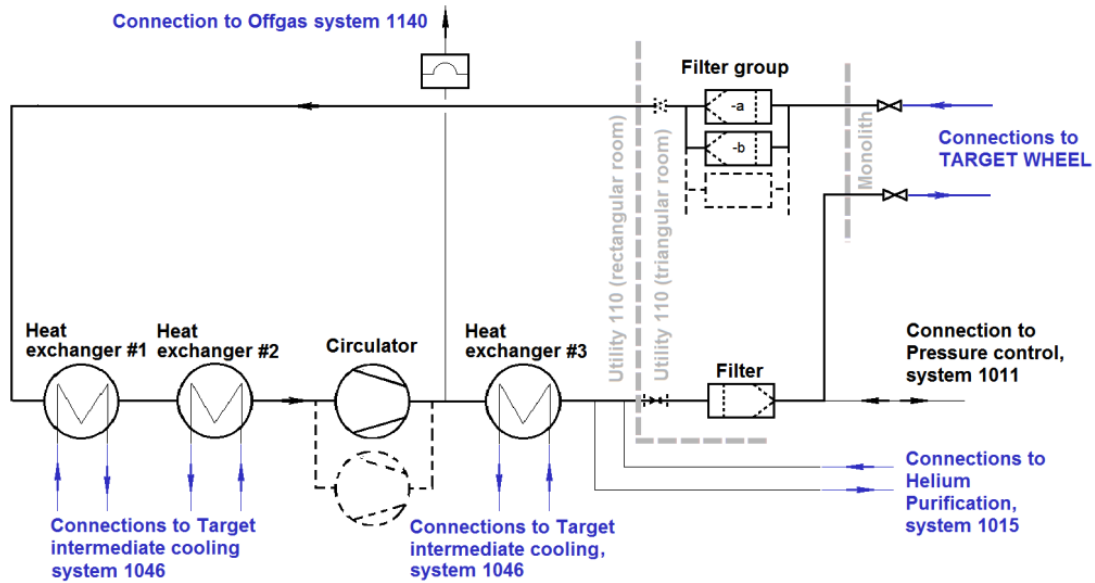 Connection to Offgas system 1140
Filter group
-a
-b
Connections to
TARGET WHEEL
Monolith
Utility 110 (rectangular room)
Utility 110 (triangular room)
Heat
exchanger #1
Heat
exchanger #2
Circulator
Heat
exchanger #3
Filter
Connection to
Pressure control,
system 1011
Connections to
Helium
Purification,
system 1015
Connections to Target
intermediate cooling
system 1046
Connections to Target
intermediate cooling,
system 1046